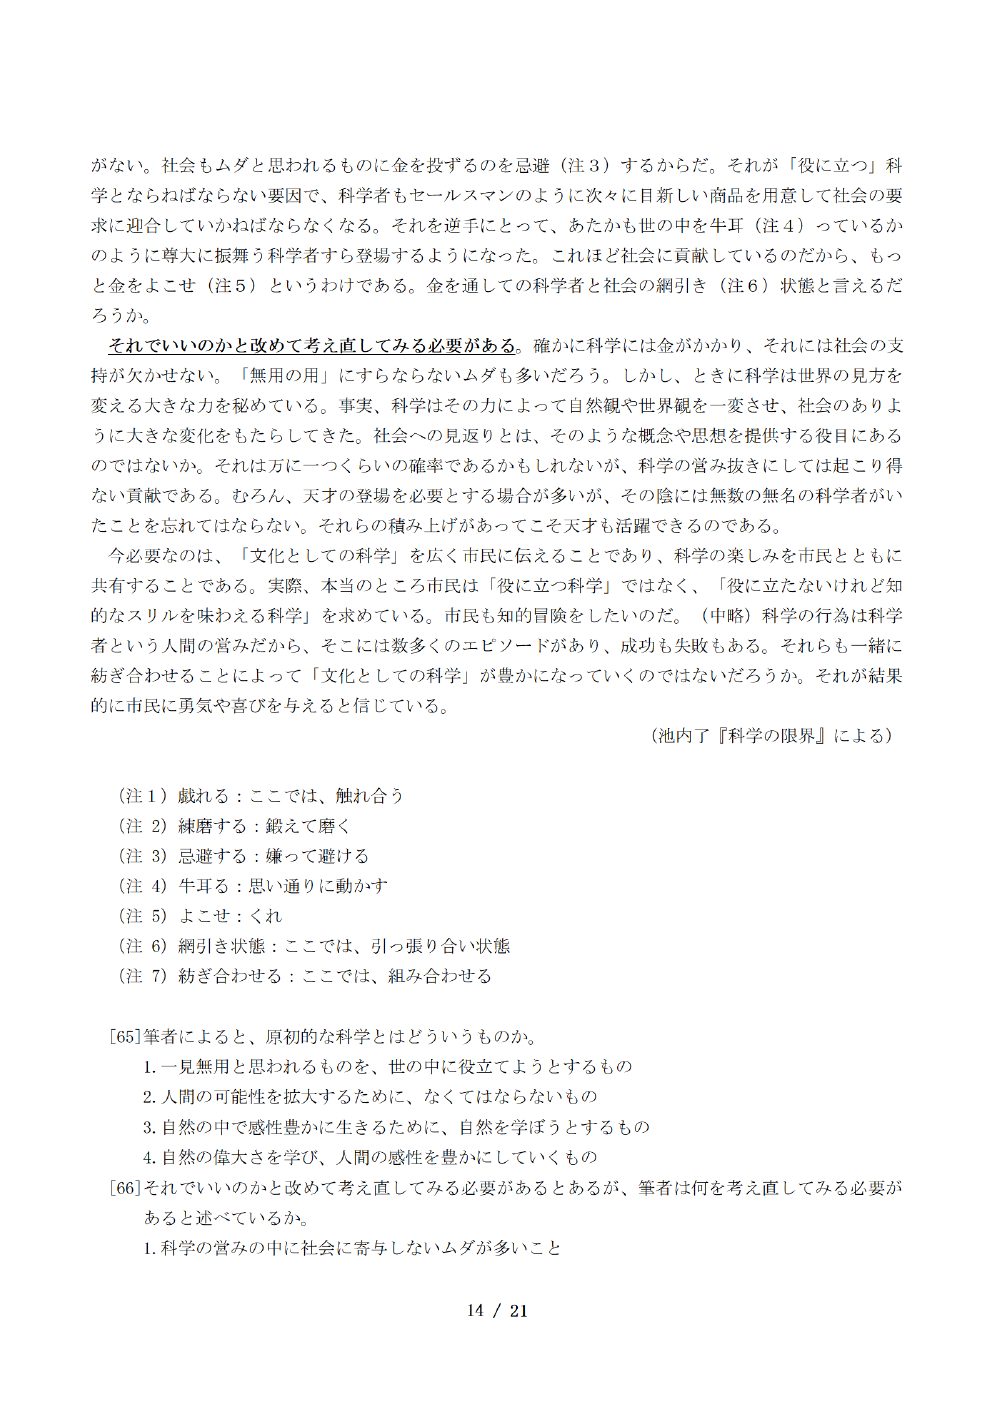 がない。社会もムダと思われるものに金を投ずるのを忌避（注３）するからだ。それが「役に立つ」科
学とならねばならない要因で、科学者もセールスマンのように次々に目新しい商品を用意して社会の要
求に迎合していかねばならなくなる。それを逆手にとって、あたかも世の中を牛耳（注４）っているか
のように尊大に振舞う科学者すら登場するようになった。これほど社会に貢献しているのだから、もっ
と金をよこせ（注５）というわけである。金を通しての科学者と社会の網引き（注６）状態と言えるだ
ろうか。
それでいいのかと改めて考え直してみる必要がある。確かに科学には金がかかり、それには社会の支
持が欠かせない。「無用の用」にすらならないムダも多いだろう。しかし、ときに科学は世界の見方を
変える大きな力を秘めている。事実、科学はその力によって自然観や世界観を一変させ、社会のありよ
うに大きな変化をもたらしてきた。社会への見返りとは、そのような概念や思想を提供する役目にある
のではないか。それは万に一つくらいの確率であるかもしれないが、科学の営み抜きにしては起こり得
ない貢献である。むろん、天才の登場を必要とする場合が多いが、その陰には無数の無名の科学者がい
たことを忘れてはならない。それらの積み上げがあってこそ天才も活躍できるのである。
今必要なのは、「文化としての科学」を広く市民に伝えることであり、科学の楽しみを市民とともに
共有することである。実際、本当のところ市民は「役に立つ科学」ではなく、「役に立たないけれど知
的なスリルを味わえる科学」を求めている。市民も知的冒険をしたいのだ。（中略）科学の行為は科学
者という人間の営みだから、そこには数多くのエピソードがあり、成功も失敗もある。それらも一緒に
紡ぎ合わせることによって「文化としての科学」が豊かになっていくのではないだろうか。それが結果
的に市民に勇気や喜びを与えると信じている。
（池内了『科学の限界』による）
（注１）戯れる：ここでは、触れ合う
（注 2）練磨する：鍛えて磨く
（注 3）忌避する：嫌って避ける
（注 4）牛耳る：思い通りに動かす
（注 5）よこせ：くれ
（注 6）網引き状態：ここでは、引っ張り合い状態
（注 7）紡ぎ合わせる：ここでは、組み合わせる
[65]筆者によると、原初的な科学とはどういうものか。
1.一見無用と思われるものを、世の中に役立てようとするもの
2.人間の可能性を拡大するために、なくてはならないもの
3.自然の中で感性豊かに生きるために、自然を学ぼうとするもの
4.自然の偉大さを学び、人間の感性を豊かにしていくもの
[66]それでいいのかと改めて考え直してみる必要があるとあるが、筆者は何を考え直してみる必要が
あると述べているか。
1.科学の営みの中に社会に寄与しないムダが多いこと
14 / 21